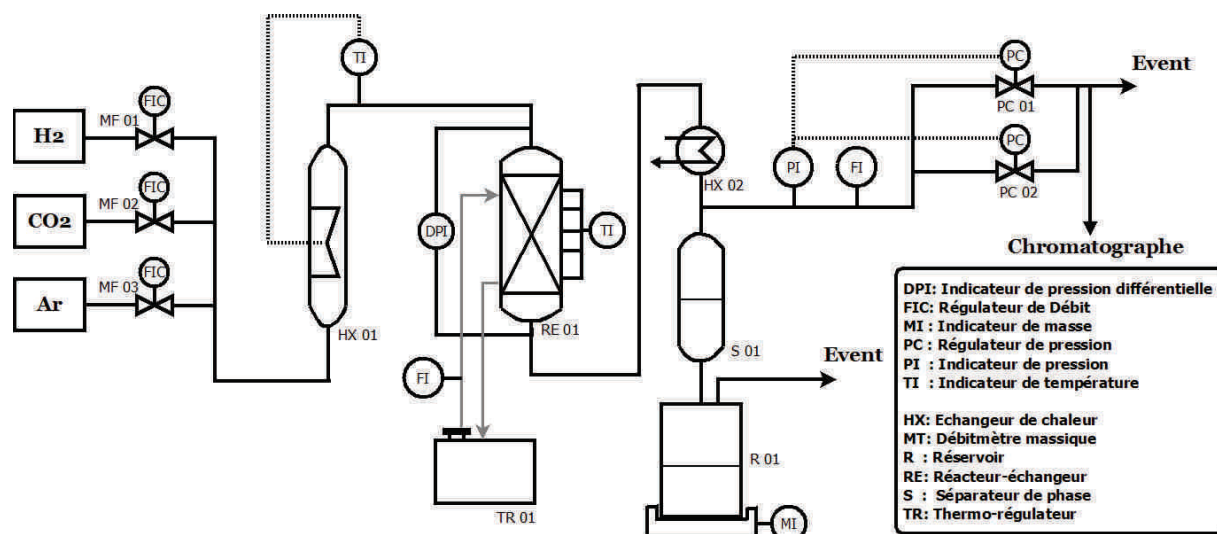 H2
MF 01
FIC
CO2
MF 02
FIC
Ar
MF 03
FIC
TI
HX 01
DPI
TI
RE 01
FI
TR 01
HX 02
PI
FI
PC
PC 01
PC
PC 02
Event
Chromatographe
S 01
Event
R 01
MI
DPI: Indicateur de pression différentielle
FIC: Régulateur de Débit
MI : Indicateur de masse
PC : Régulateur de pression
PI : Indicateur de pression
TI : Indicateur de température
HX: Echangeur de chaleur
MT: Débitmètre massique
R : Réservoir
RE: Réacteur-échangeur
S : Séparateur de phase
TR: Thermo-régulateur